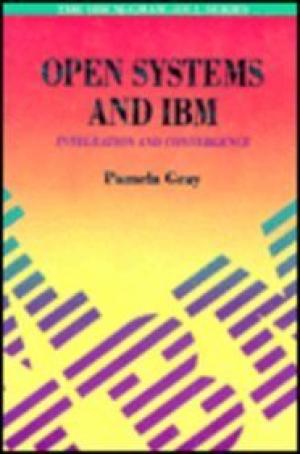 THE IBM McGRAW-HILL SERIES
OPEN SYSTEMS
AND IBM
INTEGRATION AND CONVERGENCE
Pamela Gray